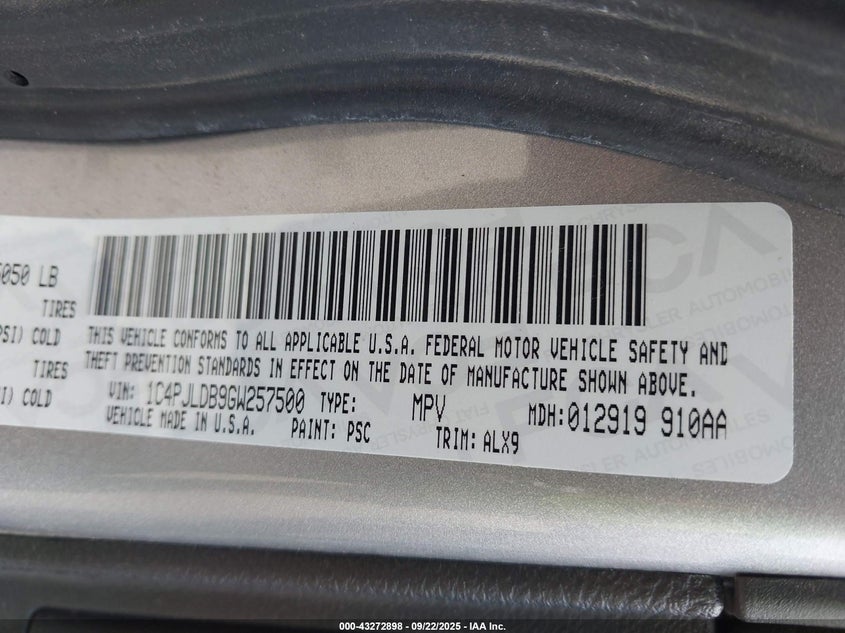 5050 LB
TIRES
PSI) COLD
TIRES
I) COLD
THIS VEHICLE CONFORMS TO ALL APPLICABLE U.S.A. FEDERAL MOTOR VEHICLE SAFETY AND
THEFT PREVENTION STANDARDS IN EFFECT ON THE DATE OF MANUFACTURE SHOWN ABOVE.
VIN: 1C4PJLDB9GW257500 TYPE: MPV MDH:012919 910AA
VEHICLE MADE IN U.S.A. PAINT: PSC TRIM: ALX9
000-43272898 - 09/22/2025 - IAA Inc.